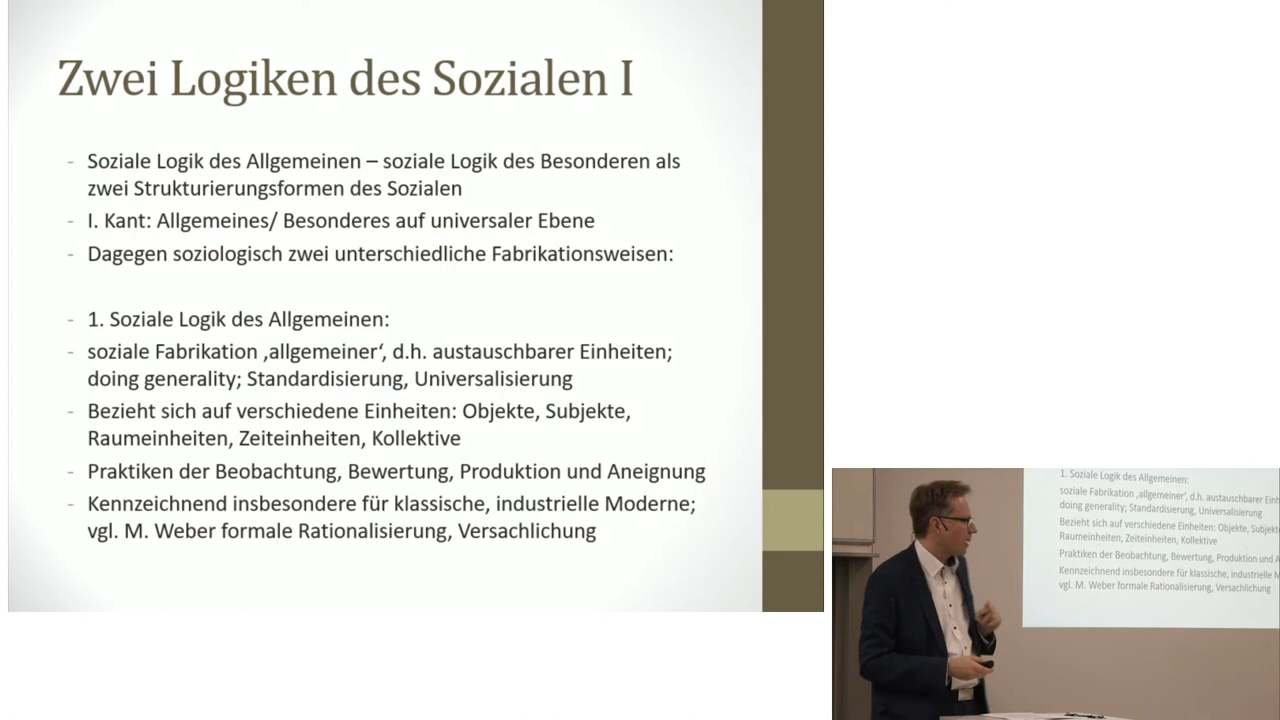 Zwei Logiken des Sozialen I
- Soziale Logik des Allgemeinen – soziale Logik des Besonderen als
zwei Strukturierungsformen des Sozialen
- I. Kant: Allgemeines/ Besonderes auf universaler Ebene
- Dagegen soziologisch zwei unterschiedliche Fabrikationsweisen:
- 1. Soziale Logik des Allgemeinen:
- soziale Fabrikation ‚allgemeiner‘, d.h. austauschbarer Einheiten;
doing generality; Standardisierung, Universalisierung
- Bezieht sich auf verschiedene Einheiten: Objekte, Subjekte,
Raumeinheiten, Zeiteinheiten, Kollektive
- Praktiken der Beobachtung, Bewertung, Produktion und Aneignung
- Kennzeichnend insbesondere für klassische, industrielle Moderne;
vgl. M. Weber formale Rationalisierung, Versachlichung
1. Soziale Logik des Allgemeinen:
soziale Fabrikation ‚allgemeiner‘, d.h. austauschbarer Einh
doing generality; Standardisierung, Universalisierung
Bezieht sich auf verschiedene Einheiten: Objekte, Subjekt
Raumeinheiten, Zeiteinheiten, Kollektive
Praktiken der Beobachtung, Bewertung, Produktion und A
Kennzeichnend insbesondere für klassische, industrielle M
vgl. M. Weber formale Rationalisierung, Versachlichung